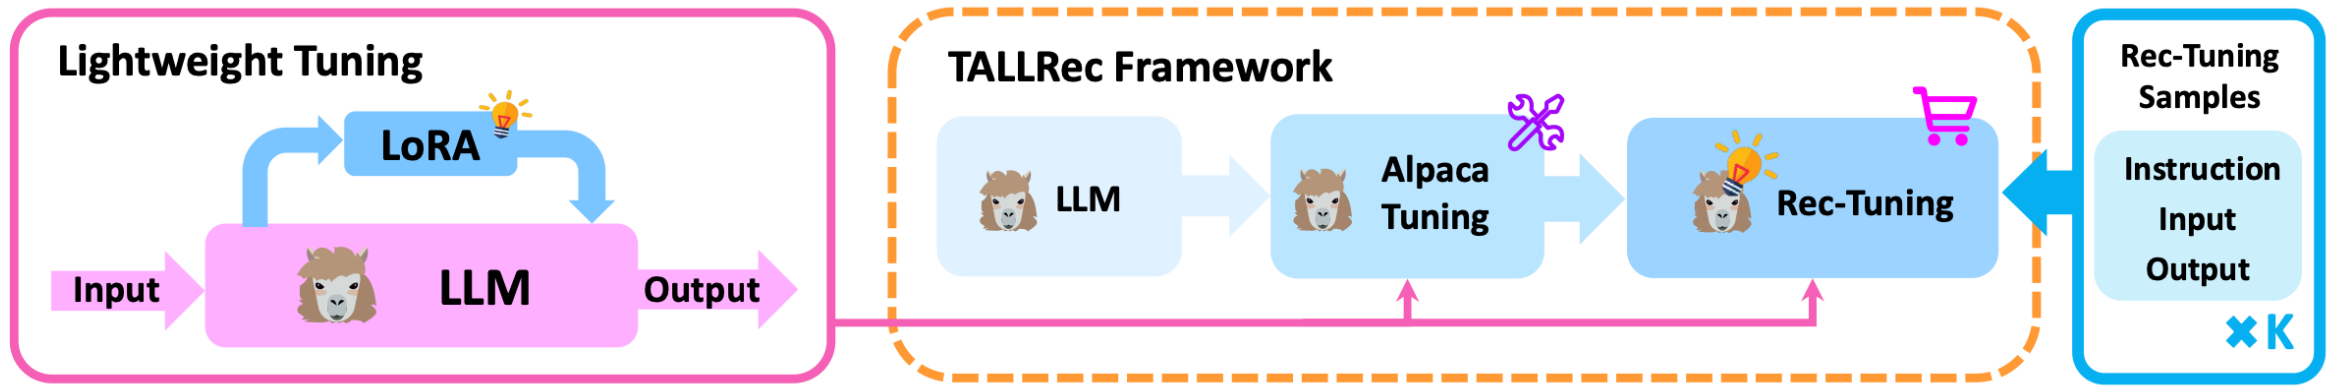 Lightweight Tuning
LoRA
Input
LLM
Output
TALLRec Framework
LLM
Alpaca
Tuning
Rec-Tuning
Rec-Tuning
Samples
Instruction
Input
Output
✖ K